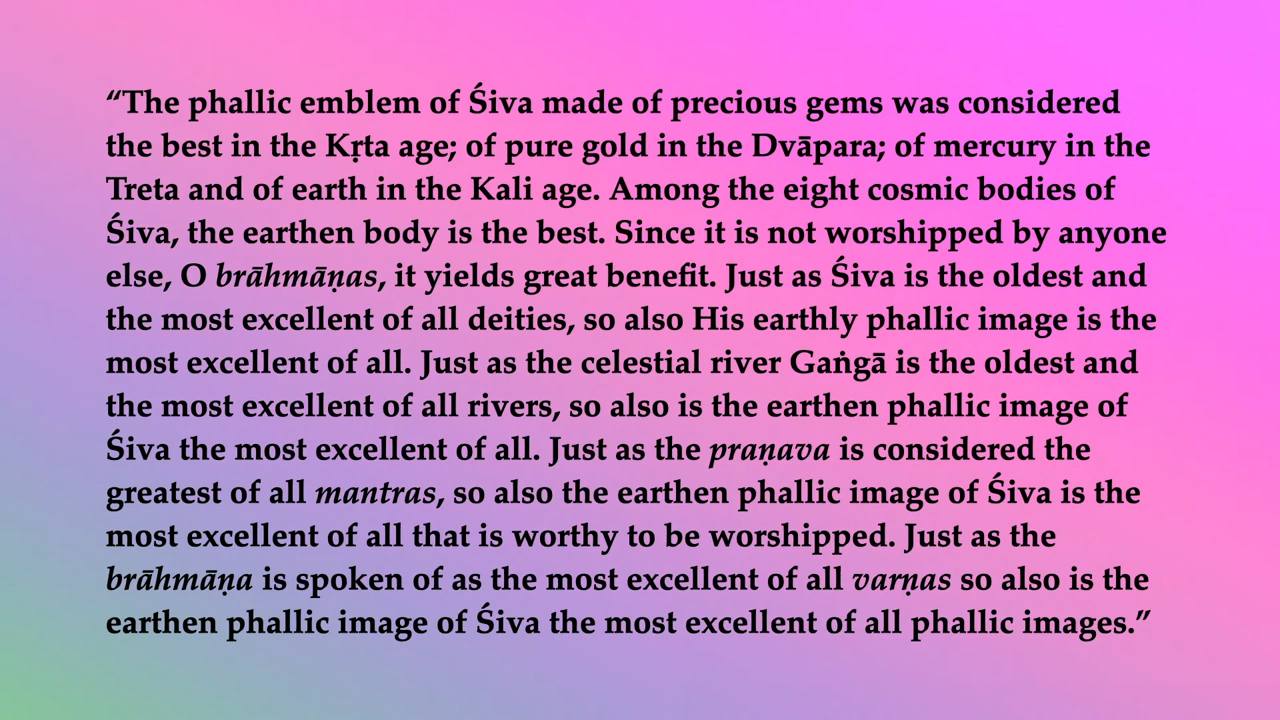 “The phallic emblem of Śiva made of precious gems was considered
the best in the Kṛta age; of pure gold in the Dvāpara; of mercury in the
Treta and of earth in the Kali age. Among the eight cosmic bodies of
Śiva, the earthen body is the best. Since it is not worshipped by anyone
else, O brāhmāṇas, it yields great benefit. Just as Śiva is the oldest and
the most excellent of all deities, so also His earthly phallic image is the
most excellent of all. Just as the celestial river Gaṅgā is the oldest and
the most excellent of all rivers, so also is the earthen phallic image of
Śiva the most excellent of all. Just as the praṇava is considered the
greatest of all mantras, so also the earthen phallic image of Śiva is the
most excellent of all that is worthy to be worshipped. Just as the
brāhmāṇa is spoken of as the most excellent of all varṇas so also is the
earthen phallic image of Śiva the most excellent of all phallic images.”